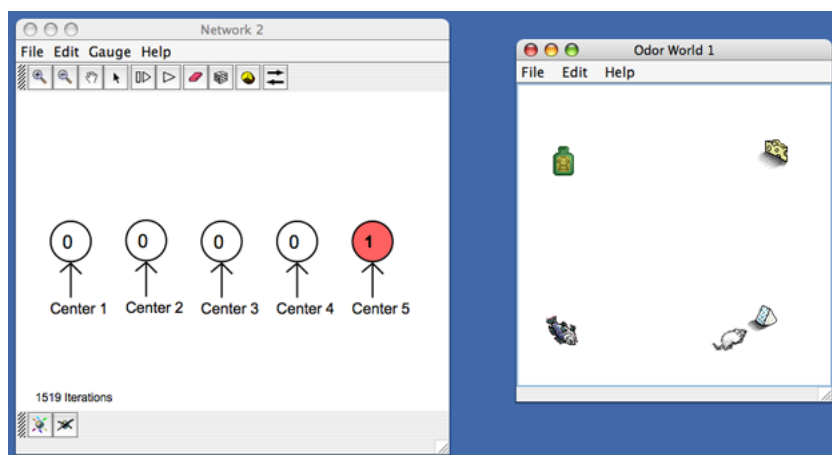 Network 2
File Edit Gauge Help
0 0 0 0 1
Center 1 Center 2 Center 3 Center 4 Center 5
1519 Iterations
Odor World 1
File Edit Help